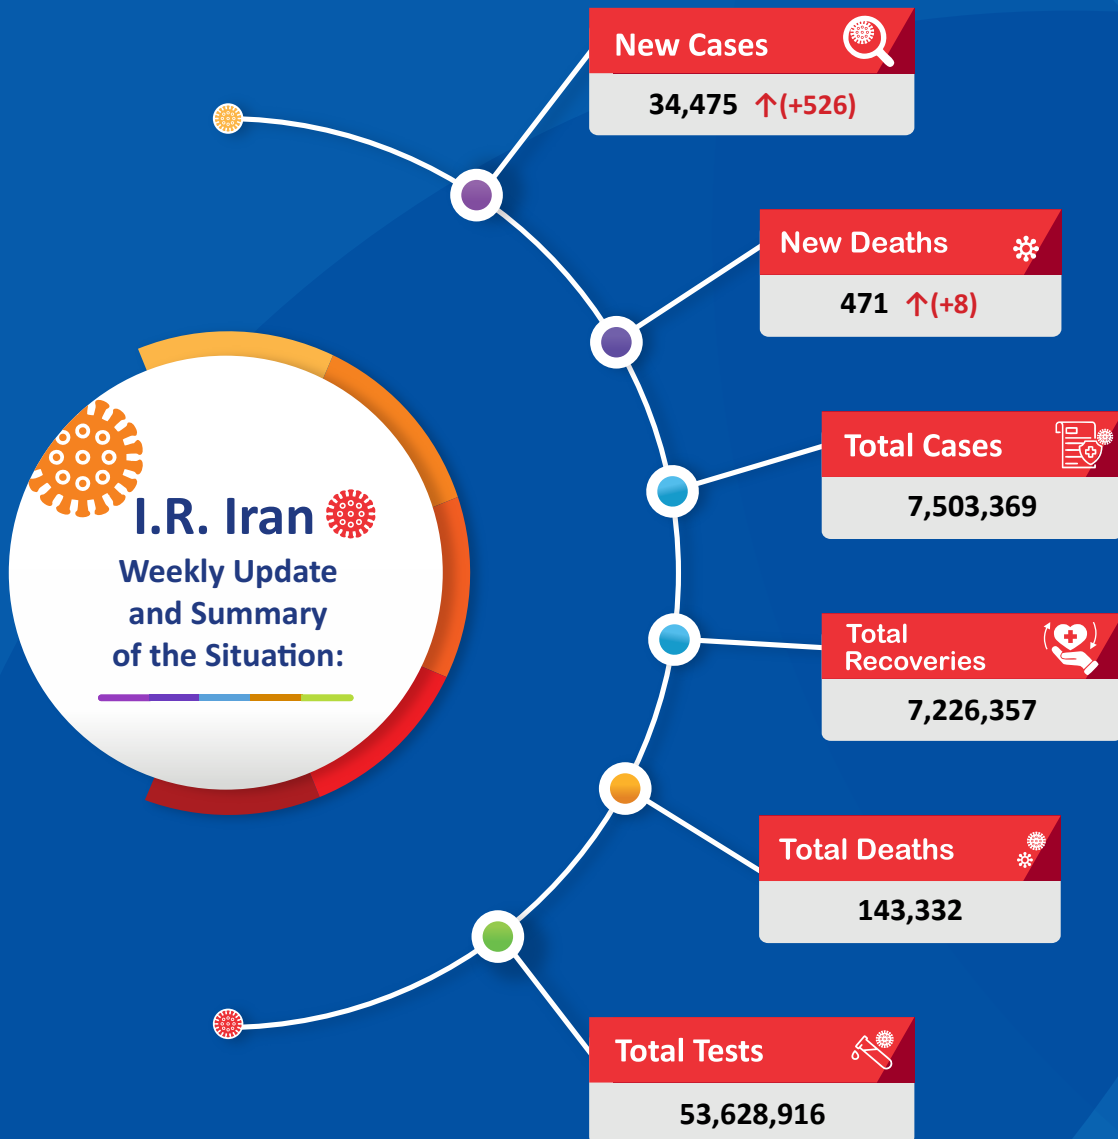 I.R. Iran
Weekly Update
and Summary
of the Situation:
New Cases
34,475 ↑(+526)
New Deaths
471 ↑(+8)
Total Cases
7,503,369
Total
Recoveries
7,226,357
Total Deaths
143,332
Total Tests
53,628,916